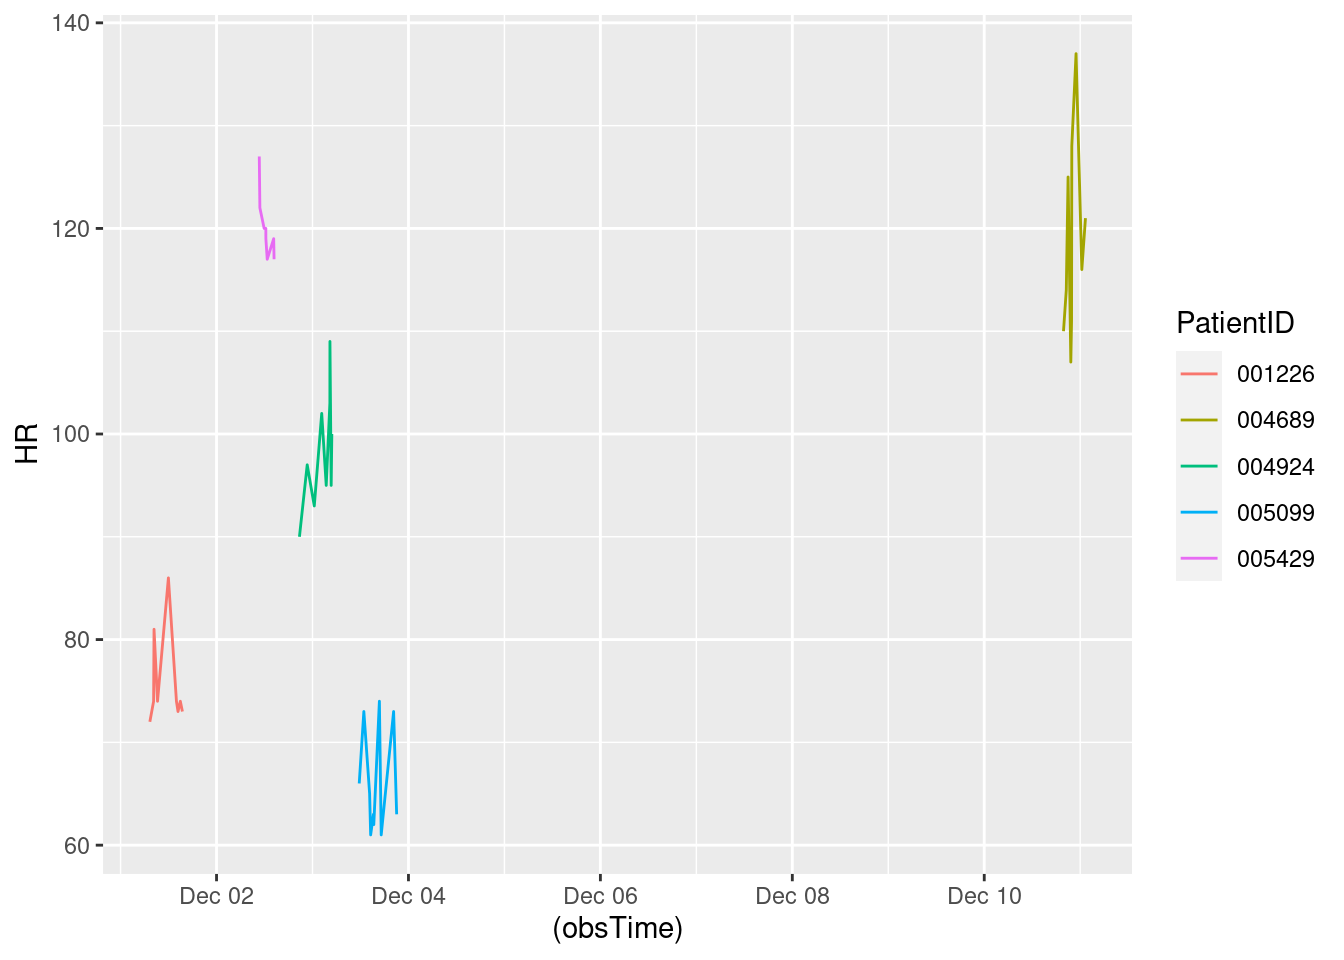 140
120
100
80
60
HR
Dec 02
Dec 04
Dec 06
Dec 08
Dec 10
(obsTime)
PatientID
001226
004689
004924
005099
005429